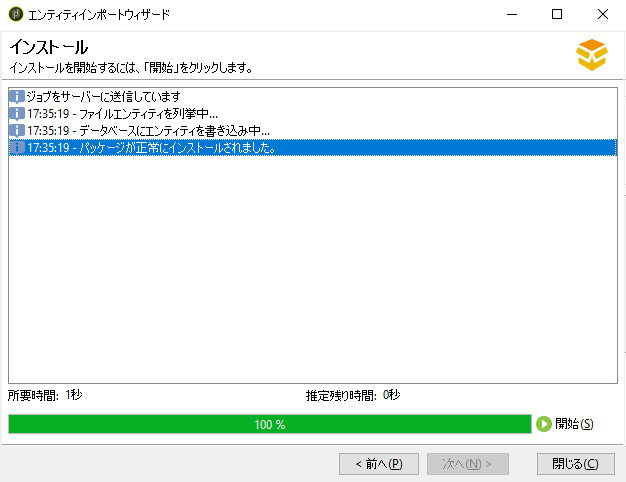 エンティティインポートウィザード
インストール
インストールを開始するには、「開始」をクリックします。
ジョブをサーバーに送信しています
17:35:19 - ファイルエンティティを列挙中...
17:35:19 - データベースにエンティティを書き込み中...
17:35:19 - パッケージが正常にインストールされました。
所要時間: 1秒 推定残り時間: 0秒
100 % 開始(S)
< 前へ(P) 次へ(N) > 閉じる(C)